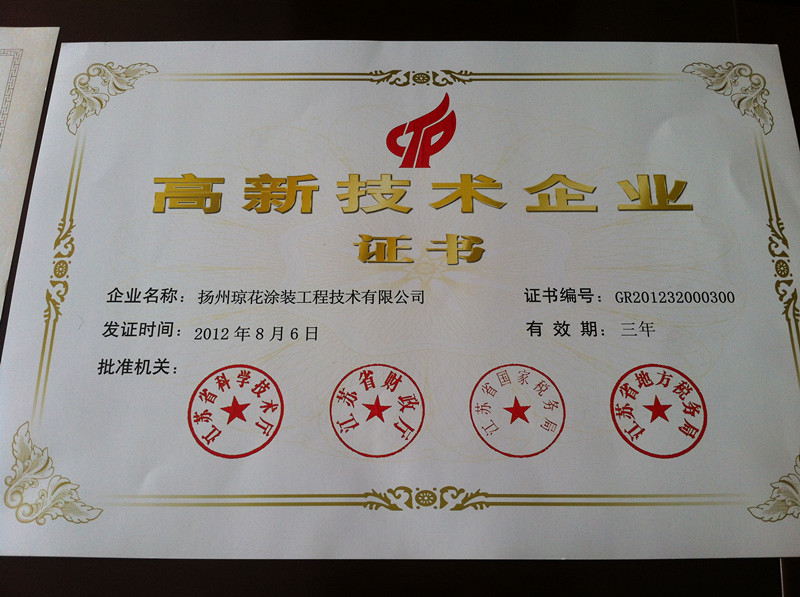 CTP
高新技术企业
证书
企业名称：扬州琼花涂装工程技术有限公司
证书编号：GR201232000300
发证时间：2012年8月6日
有效期：三年
批准机关：
江苏省科学技术厅
江苏省财政厅
江苏省国家税务局
江苏省地方税务局